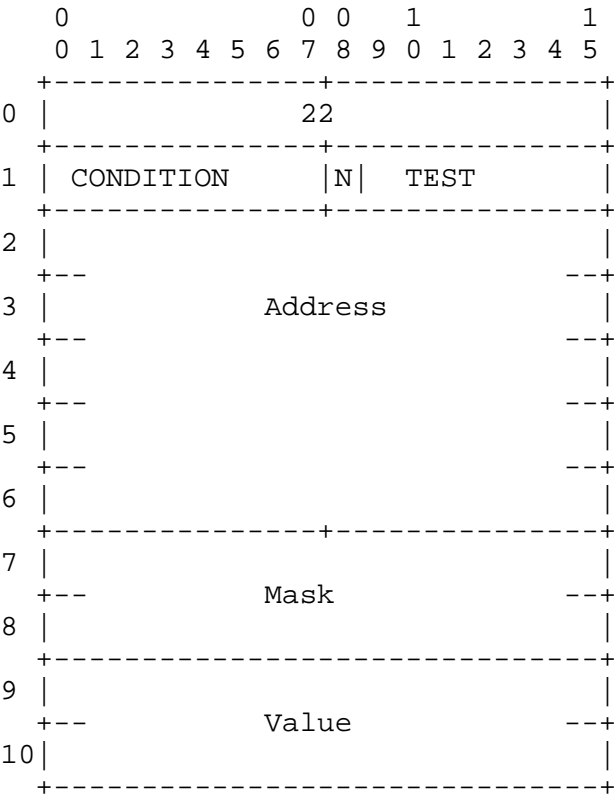 0             0 0   1         1
    0 1 2 3 4 5 6 7 8 9 0 1 2 3 4 5
   +---------------+---------------+
0  |              22               |
   +---------------+---------------+
1  | CONDITION     |N|  TEST       |
   +---------------+---------------+
2  |                               |
   +--                           --+
3  |            Address            |
   +--                           --+
4  |                               |
   +--                           --+
5  |                               |
   +--                           --+
6  |                               |
   +---------------+---------------+
7  |                               |
   +--          Mask             --+
8  |                               |
   +-------------------------------+
9  |                               |
   +--          Value            --+
10|                               |
   +-------------------------------+